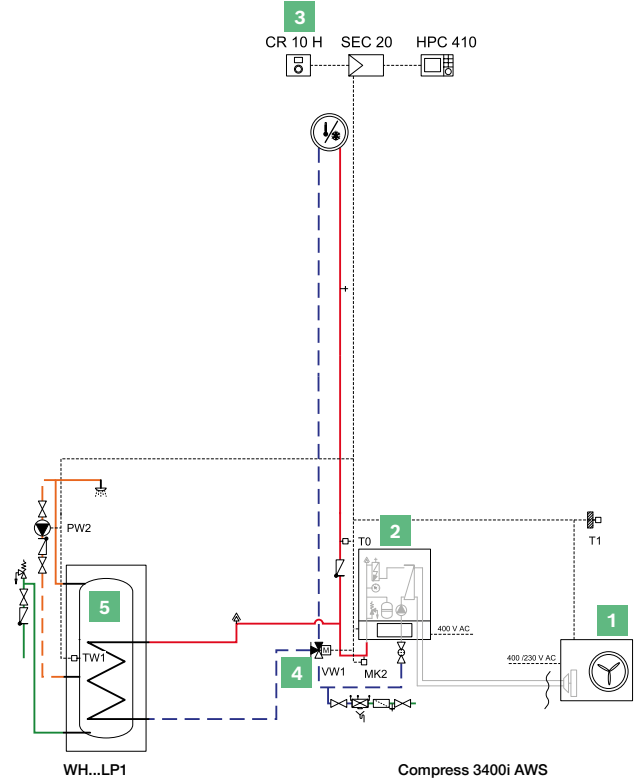 3
CR 10 H SEC 20 HPC 410
PW2
T0
2
T1
5
400 V AC
1
TW1
M
400 /230 V AC
4
VW1
MK2
WH...LP1
Compress 3400i AWS